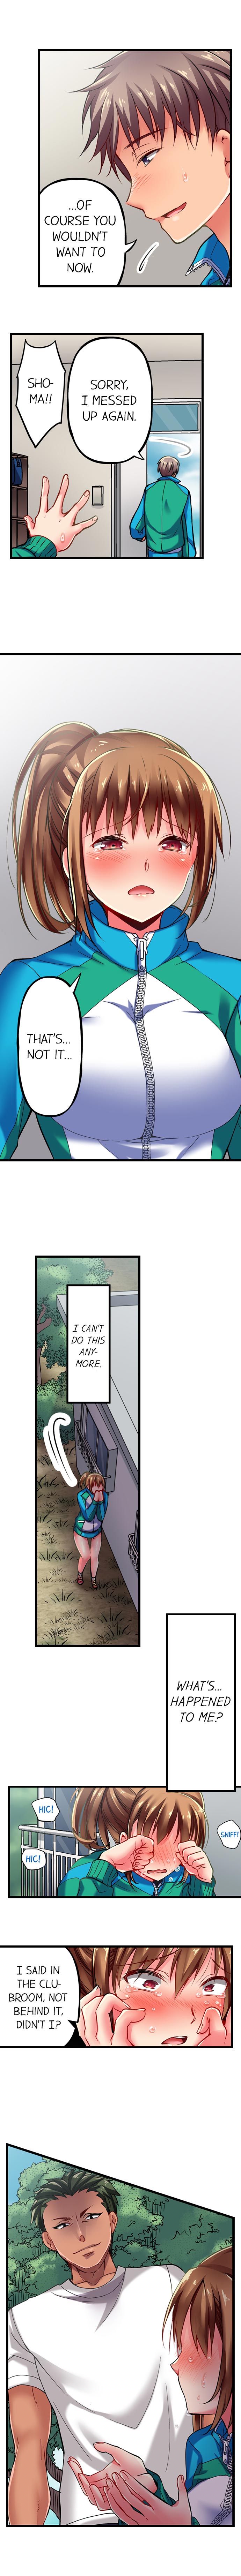 ...OF
COURSE YOU
WOULDN'T
WANT TO
NOW.
SORRY,
I MESSED
UP AGAIN.
SHO-
MA!!
THAT'S...
NOT IT...
I CAN'T
DO THIS
ANY-
MORE.
WHAT'S...
HAPPENED
TO ME?
HIC!
SNIFF!
HIC!
I SAID IN
THE CLU-
BROOM, NOT
BEHIND IT,
DIDN'T I?